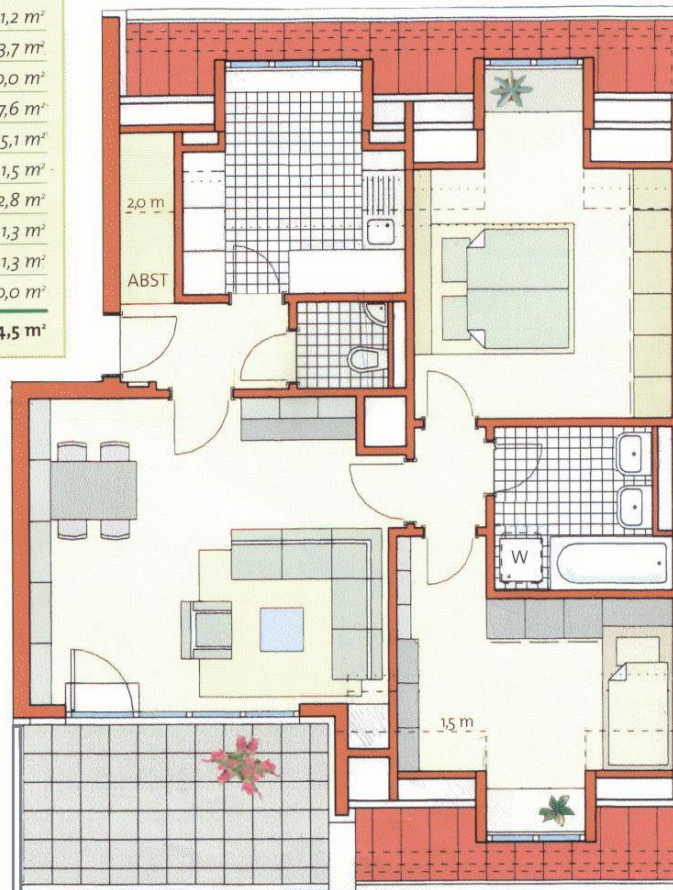 1,2 m²
3,7 m²
0,0 m²
7,6 m²
5,1 m²
1,5 m²
2,8 m²
1,3 m²
1,3 m²
0,0 m²
4,5 m²
2,0 m
ABST
W
1,5 m